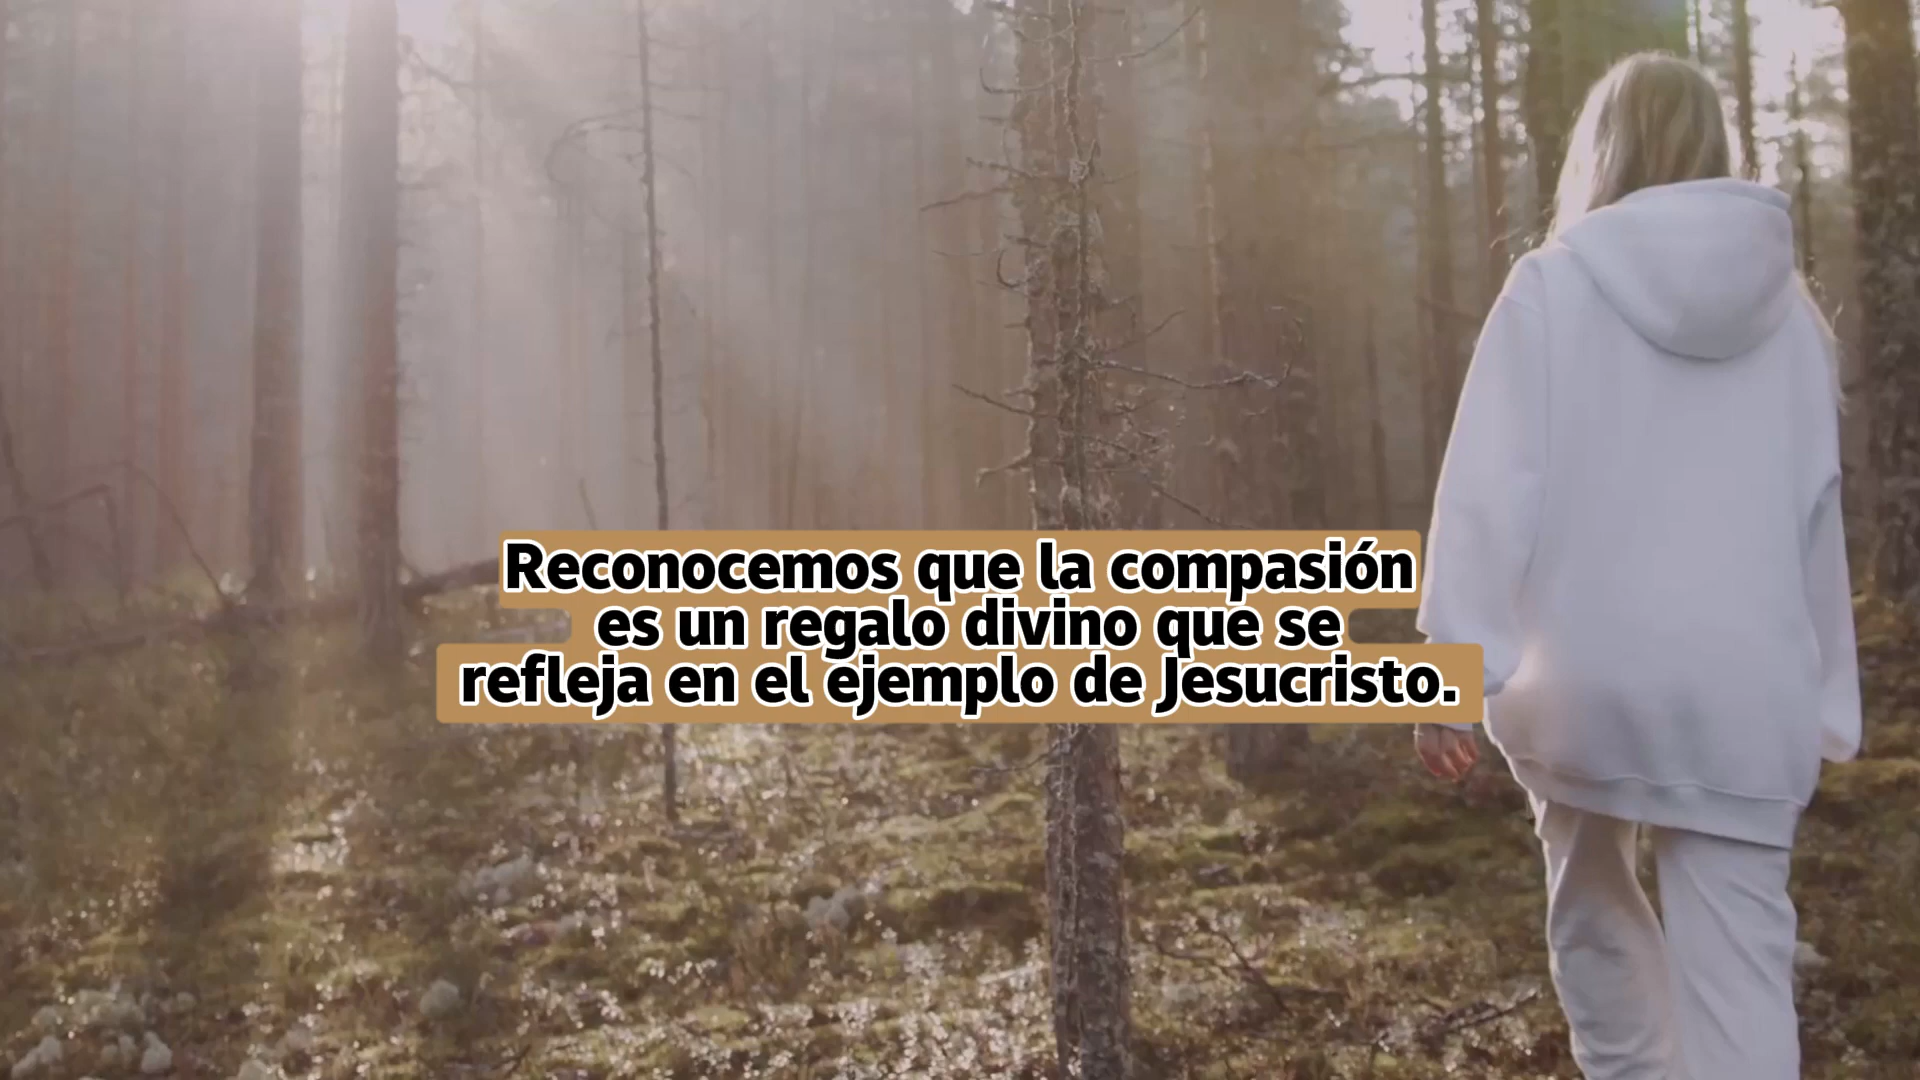 Reconocemos que la compasión
es un regalo divino que se
refleja en el ejemplo de Jesucristo.